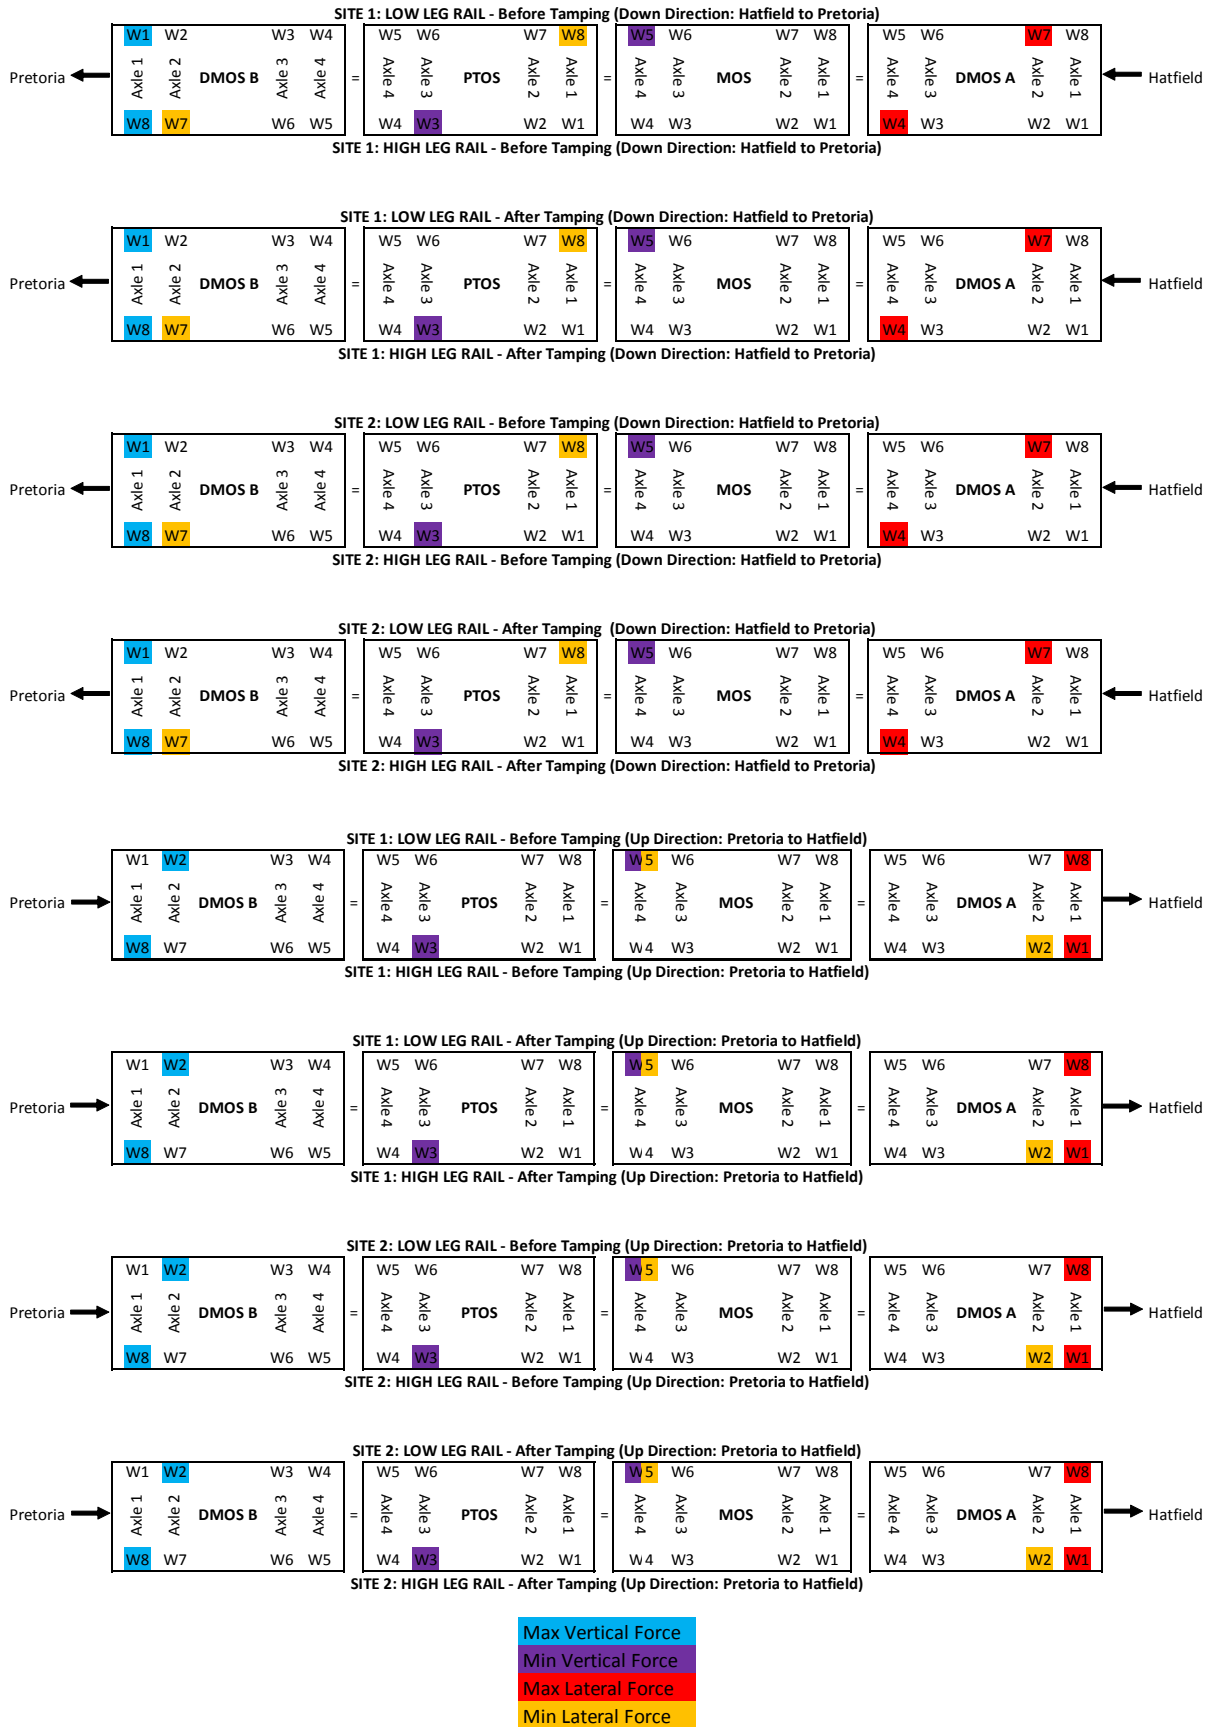 SITE 1: LOW LEG RAIL - Before Tamping (Down Direction: Hatfield to Pretoria)
W1 W2 W3 W4 W5 W6 W7 W8 W5 W6 W7 W8 W5 W6 W7 W8
Pretoria Axle 1 Axle 2 DMOS B Axle 3 Axle 4 = Axle 4 Axle 3 PTOS Axle 2 Axle 1 = Axle 4 Axle 3 MOS Axle 2 Axle 1 = Axle 4 Axle 3 DMOS A Axle 2 Axle 1 Hatfield
W8 W7 W6 W5 W4 W3 W2 W1 W4 W3 W2 W1 W4 W3 W2 W1
SITE 1: HIGH LEG RAIL - Before Tamping (Down Direction: Hatfield to Pretoria)
SITE 1: LOW LEG RAIL - After Tamping (Down Direction: Hatfield to Pretoria)
W1 W2 W3 W4 W5 W6 W7 W8 W5 W6 W7 W8 W5 W6 W7 W8
Pretoria Axle 1 Axle 2 DMOS B Axle 3 Axle 4 = Axle 4 Axle 3 PTOS Axle 2 Axle 1 = Axle 4 Axle 3 MOS Axle 2 Axle 1 = Axle 4 Axle 3 DMOS A Axle 2 Axle 1 Hatfield
W8 W7 W6 W5 W4 W3 W2 W1 W4 W3 W2 W1 W4 W3 W2 W1
SITE 1: HIGH LEG RAIL - After Tamping (Down Direction: Hatfield to Pretoria)
SITE 2: LOW LEG RAIL - Before Tamping (Down Direction: Hatfield to Pretoria)
W1 W2 W3 W4 W5 W6 W7 W8 W5 W6 W7 W8 W5 W6 W7 W8
Pretoria Axle 1 Axle 2 DMOS B Axle 3 Axle 4 = Axle 4 Axle 3 PTOS Axle 2 Axle 1 = Axle 4 Axle 3 MOS Axle 2 Axle 1 = Axle 4 Axle 3 DMOS A Axle 2 Axle 1 Hatfield
W8 W7 W6 W5 W4 W3 W2 W1 W4 W3 W2 W1 W4 W3 W2 W1
SITE 2: HIGH LEG RAIL - Before Tamping (Down Direction: Hatfield to Pretoria)
SITE 2: LOW LEG RAIL - After Tamping (Down Direction: Hatfield to Pretoria)
W1 W2 W3 W4 W5 W6 W7 W8 W5 W6 W7 W8 W5 W6 W7 W8
Pretoria Axle 1 Axle 2 DMOS B Axle 3 Axle 4 = Axle 4 Axle 3 PTOS Axle 2 Axle 1 = Axle 4 Axle 3 MOS Axle 2 Axle 1 = Axle 4 Axle 3 DMOS A Axle 2 Axle 1 Hatfield
W8 W7 W6 W5 W4 W3 W2 W1 W4 W3 W2 W1 W4 W3 W2 W1
SITE 2: HIGH LEG RAIL - After Tamping (Down Direction: Hatfield to Pretoria)
SITE 1: LOW LEG RAIL - Before Tamping (Up Direction: Pretoria to Hatfield)
W1 W2 W3 W4 W5 W6 W7 W8 W 5 W6 W7 W8 W5 W6 W7 W8
Pretoria Axle 1 Axle 2 DMOS B Axle 3 Axle 4 = Axle 4 Axle 3 PTOS Axle 2 Axle 1 = Axle 4 Axle 3 MOS Axle 2 Axle 1 = Axle 4 Axle 3 DMOS A Axle 2 Axle 1 Hatfield
W8 W7 W6 W5 W4 W3 W2 W1 W 4 W3 W2 W1 W4 W3 W2 W1
SITE 1: HIGH LEG RAIL - Before Tamping (Up Direction: Pretoria to Hatfield)
SITE 1: LOW LEG RAIL - After Tamping (Up Direction: Pretoria to Hatfield)
W1 W2 W3 W4 W5 W6 W7 W8 W 5 W6 W7 W8 W5 W6 W7 W8
Pretoria Axle 1 Axle 2 DMOS B Axle 3 Axle 4 = Axle 4 Axle 3 PTOS Axle 2 Axle 1 = Axle 4 Axle 3 MOS Axle 2 Axle 1 = Axle 4 Axle 3 DMOS A Axle 2 Axle 1 Hatfield
W8 W7 W6 W5 W4 W3 W2 W1 W 4 W3 W2 W1 W4 W3 W2 W1
SITE 1: HIGH LEG RAIL - After Tamping (Up Direction: Pretoria to Hatfield)
SITE 2: LOW LEG RAIL - Before Tamping (Up Direction: Pretoria to Hatfield)
W1 W2 W3 W4 W5 W6 W7 W8 W 5 W6 W7 W8 W5 W6 W7 W8
Pretoria Axle 1 Axle 2 DMOS B Axle 3 Axle 4 = Axle 4 Axle 3 PTOS Axle 2 Axle 1 = Axle 4 Axle 3 MOS Axle 2 Axle 1 = Axle 4 Axle 3 DMOS A Axle 2 Axle 1 Hatfield
W8 W7 W6 W5 W4 W3 W2 W1 W 4 W3 W2 W1 W4 W3 W2 W1
SITE 2: HIGH LEG RAIL - Before Tamping (Up Direction: Pretoria to Hatfield)
SITE 2: LOW LEG RAIL - After Tamping (Up Direction: Pretoria to Hatfield)
W1 W2 W3 W4 W5 W6 W7 W8 W 5 W6 W7 W8 W5 W6 W7 W8
Pretoria Axle 1 Axle 2 DMOS B Axle 3 Axle 4 = Axle 4 Axle 3 PTOS Axle 2 Axle 1 = Axle 4 Axle 3 MOS Axle 2 Axle 1 = Axle 4 Axle 3 DMOS A Axle 2 Axle 1 Hatfield
W8 W7 W6 W5 W4 W3 W2 W1 W 4 W3 W2 W1 W4 W3 W2 W1
SITE 2: HIGH LEG RAIL - After Tamping (Up Direction: Pretoria to Hatfield)
Max Vertical Force
Min Vertical Force
Max Lateral Force
Min Lateral Force